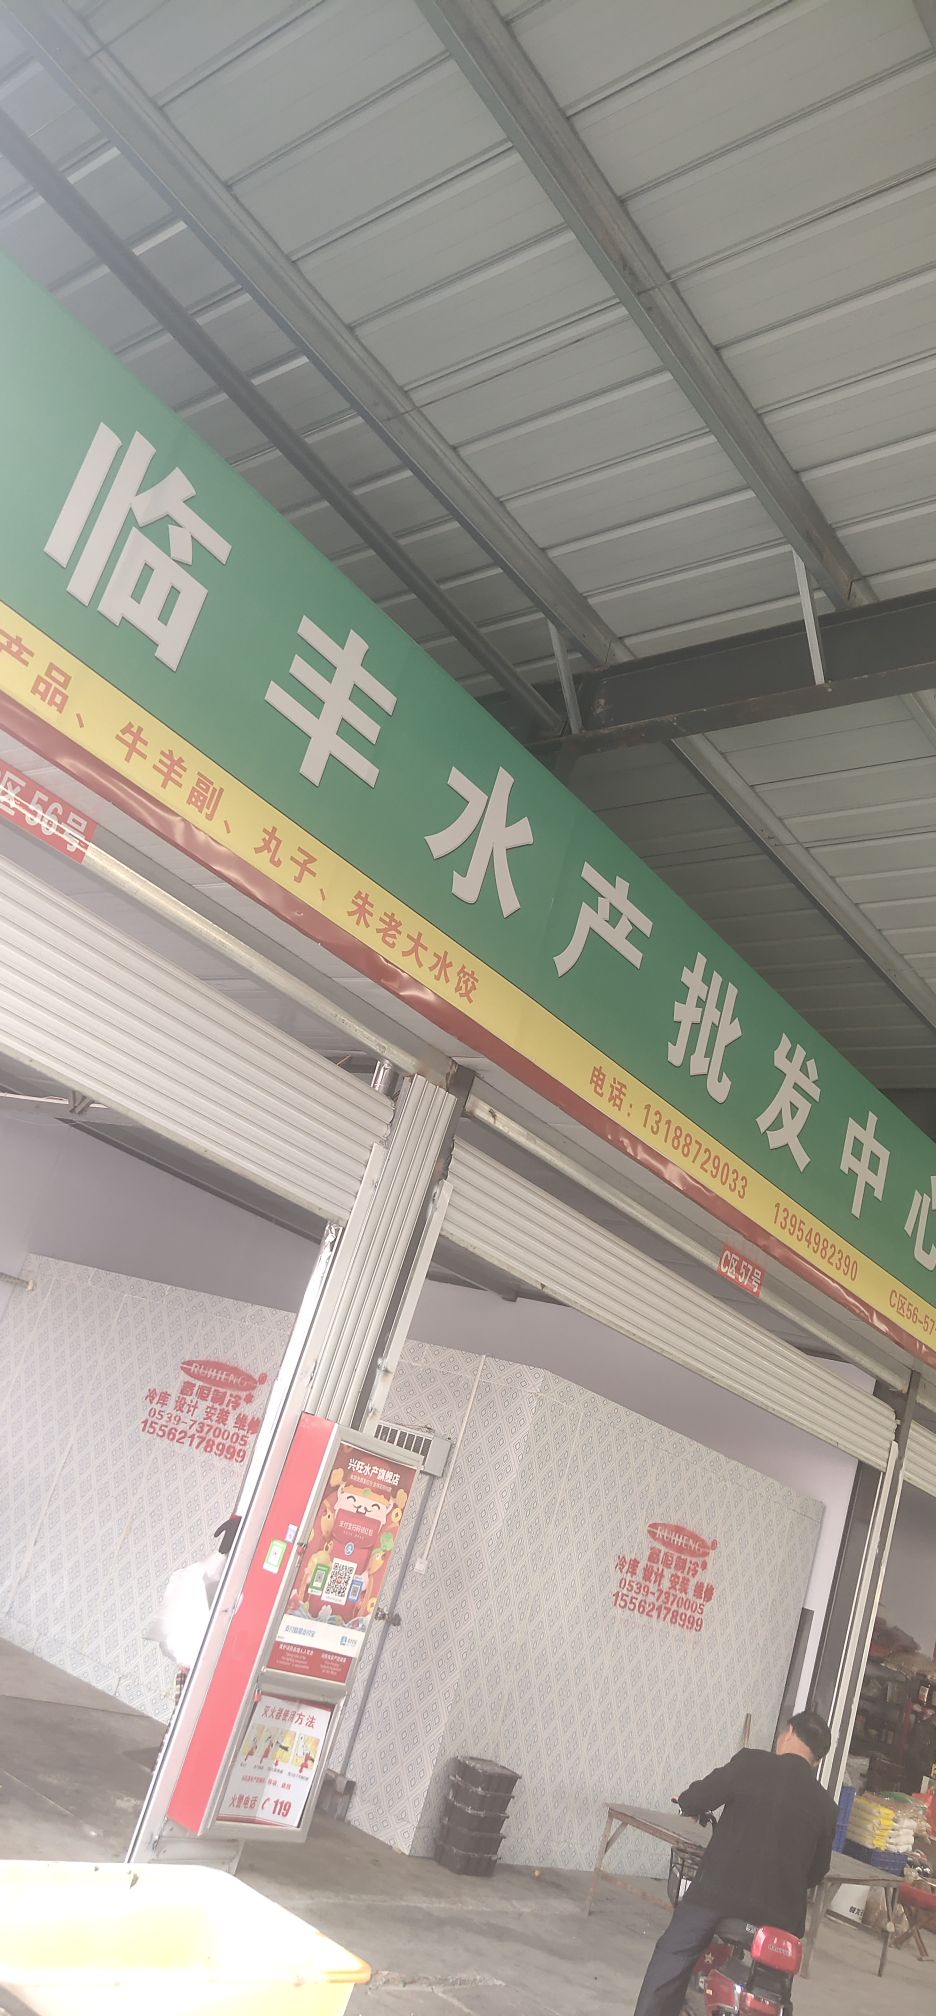 临丰水产批发中心
产品、牛羊副、丸子、朱老大水饺 电话：13188729033 13954982390 C区56-57
区56号
C区57号
RUIHENG
冷库 设计 安装 维修
0539-7370005
15562178999
兴旺水产旗舰店
灭火器使用方法
火警电话 119
RUIHENG
冷库 设计 安装 维修
0539-7370005
15562178999